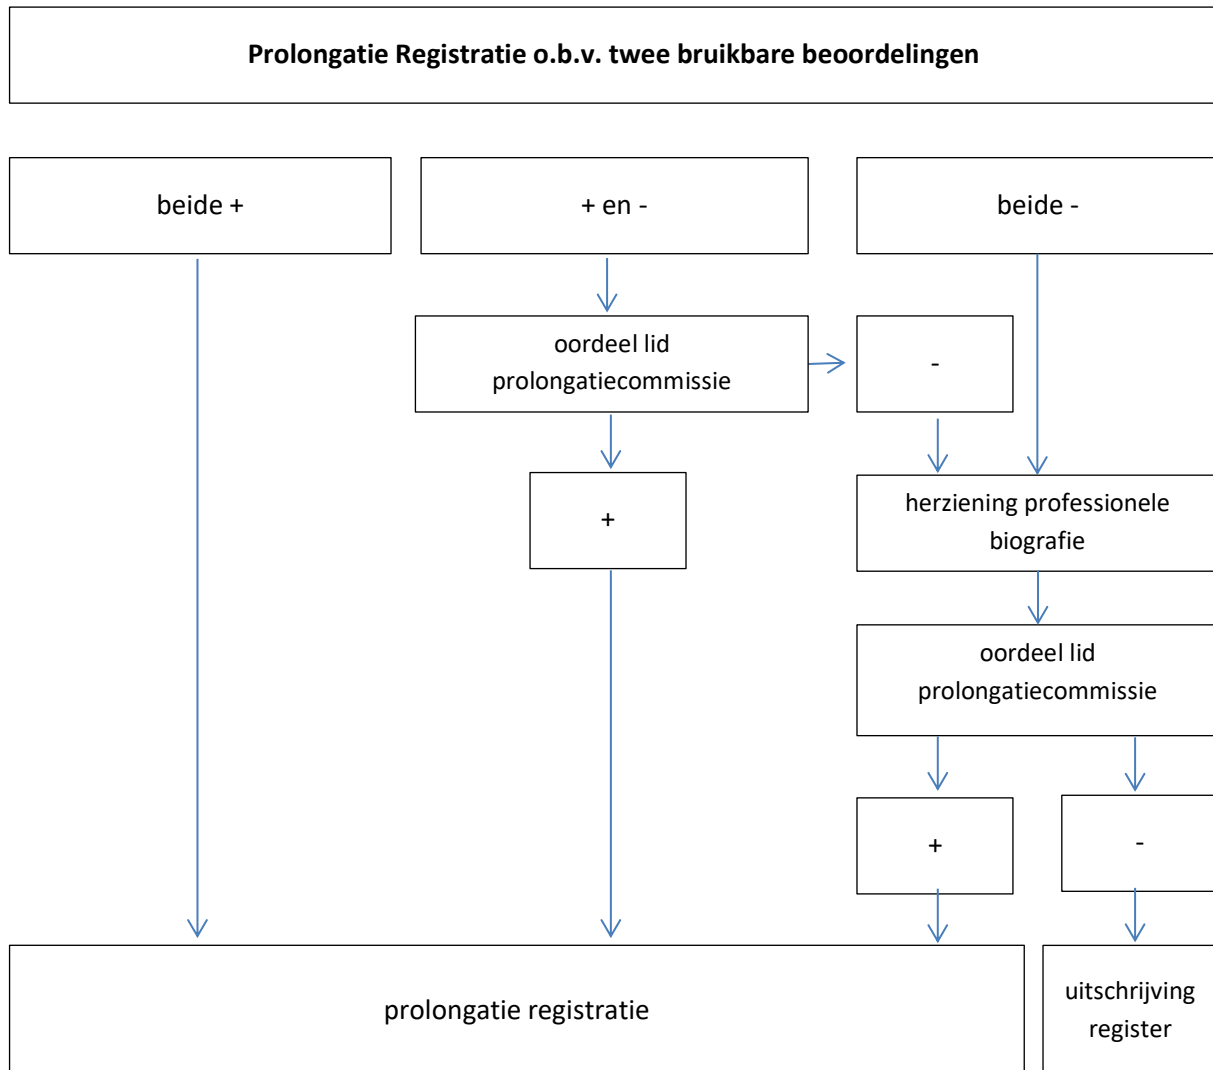 Prolongatie Registratie o.b.v. twee bruikbare beoordelingen
beide +
+ en -
beide -
oordeel lid
prolongatiecommissie
-
+
herziening professionele
biografie
oordeel lid
prolongatiecommissie
+
-
prolongatie registratie
uitschrijving
register